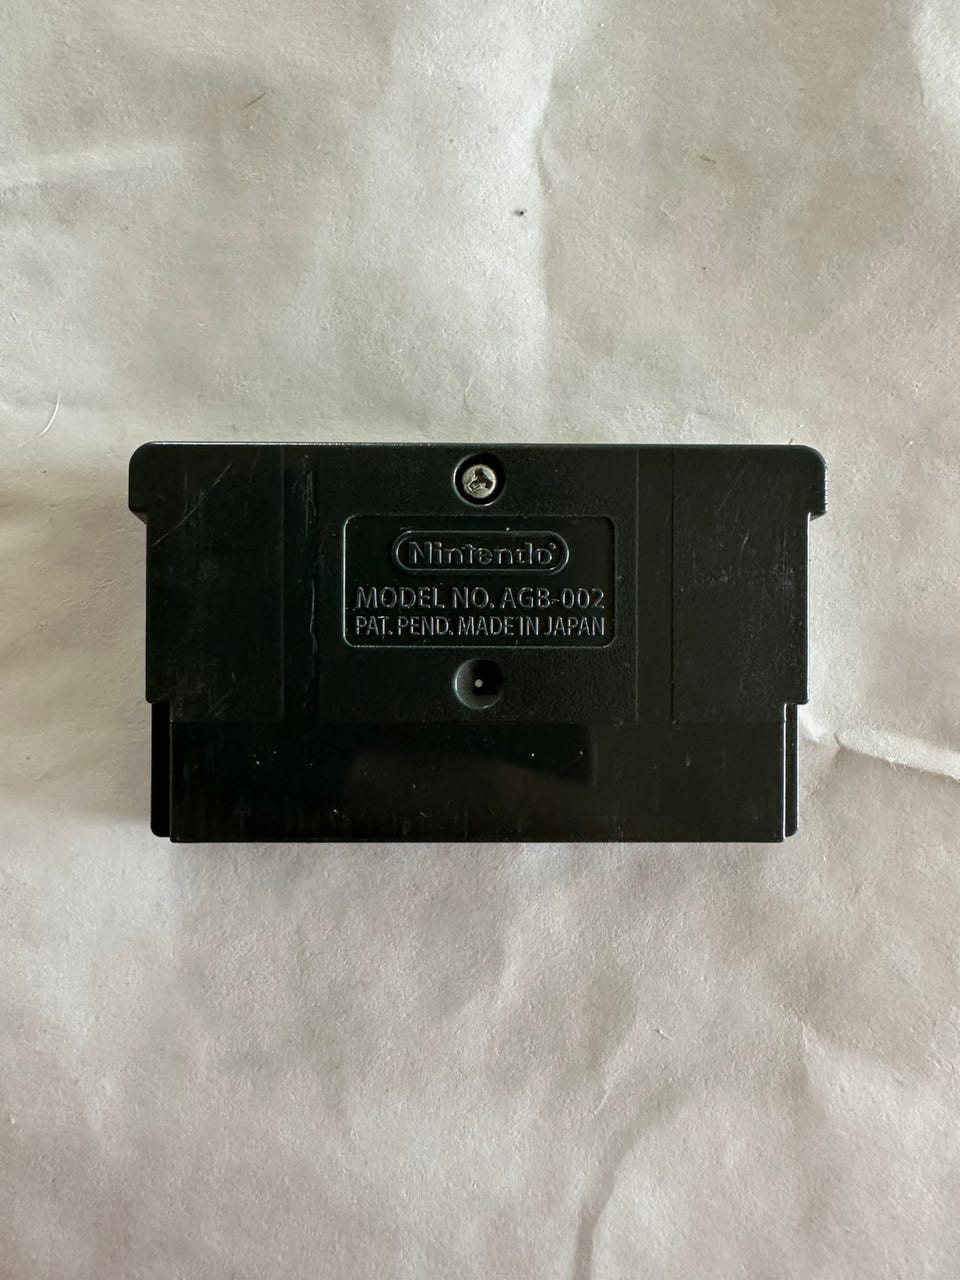 Nintendo®
MODEL NO. AGB-002
PAT. PEND. MADE IN JAPAN